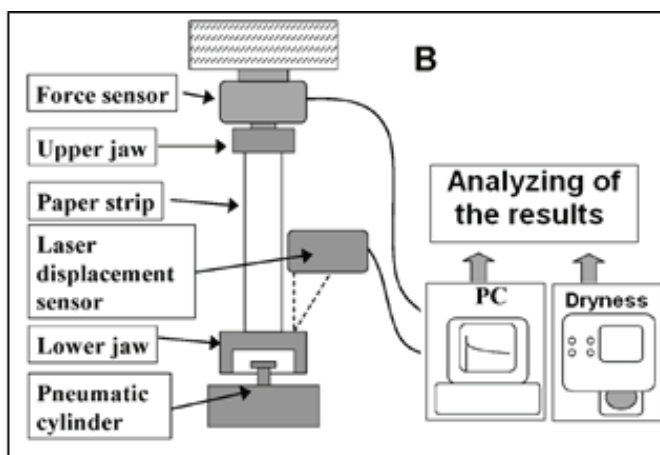 B
Force sensor
Upper jaw
Paper strip
Laser
displacement
sensor
Lower jaw
Pneumatic
cylinder
Analyzing of
the results
PC
Dryness